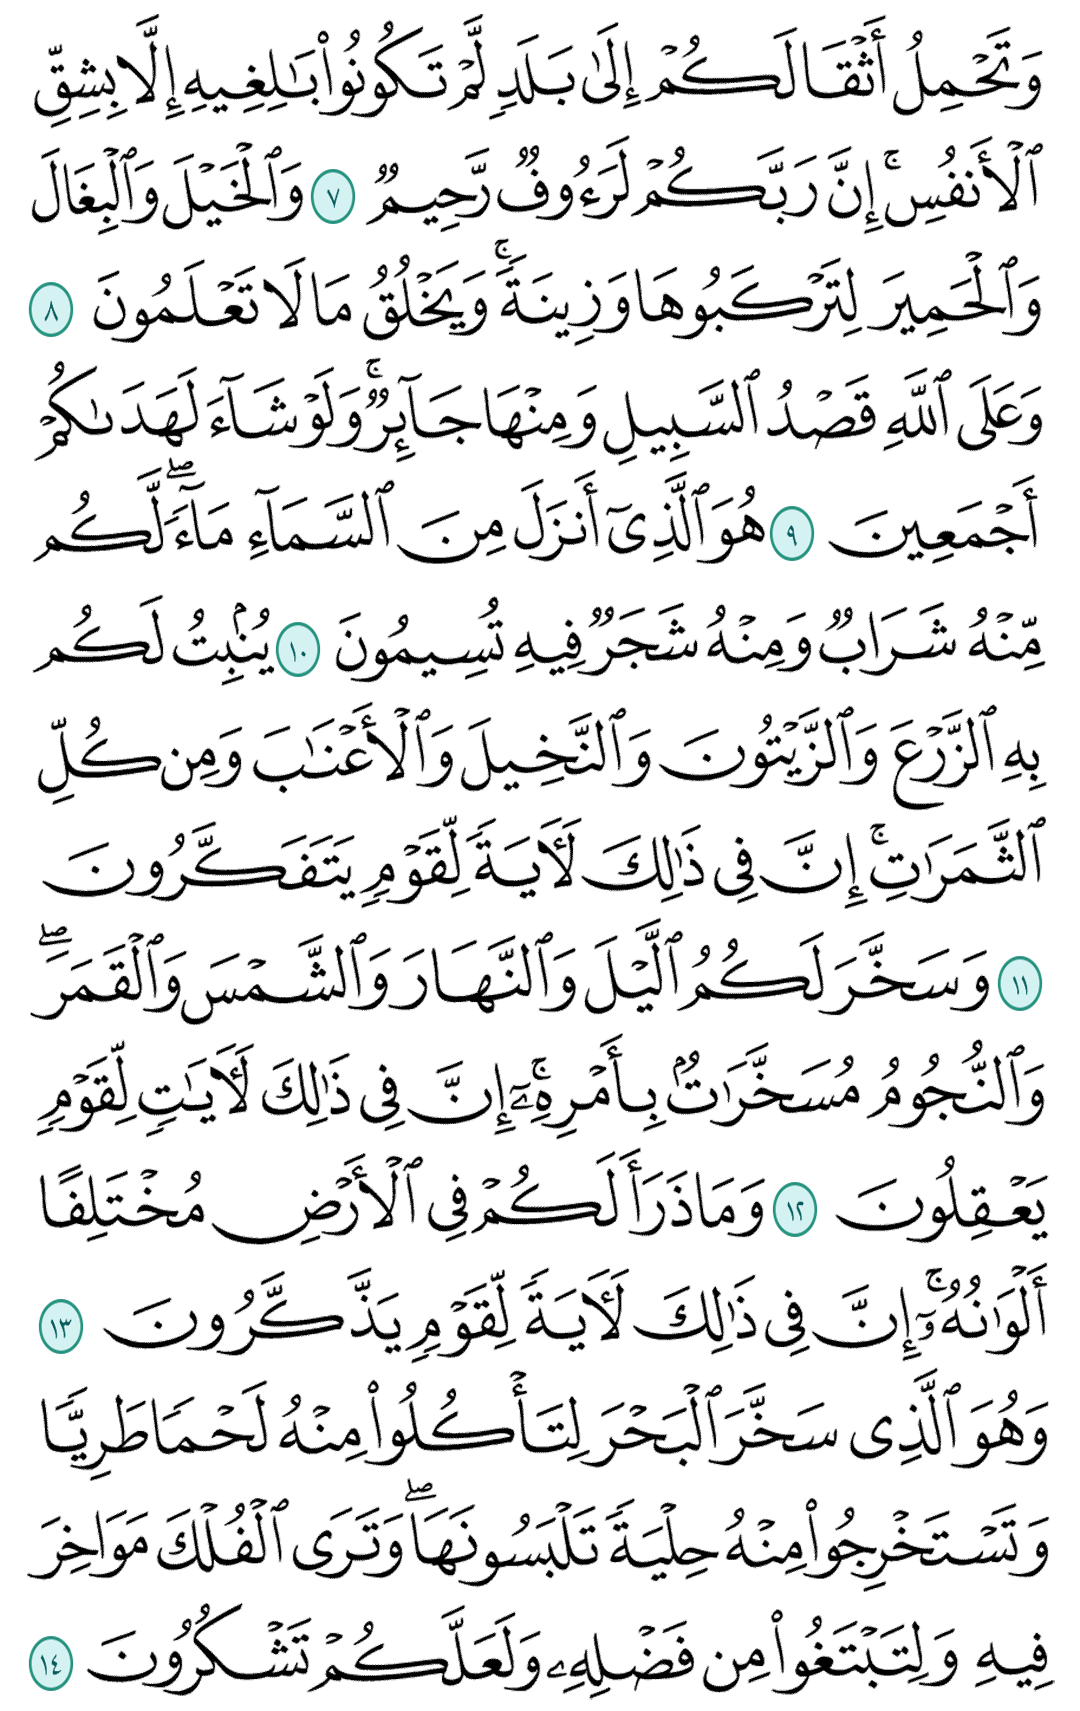 وَتَحۡمِلُ أَثۡقَالَكُمۡ إِلَىٰ بَلَدٖ لَّمۡ تَكُونُواْ بَٰلِغِيهِ إِلَّا بِشِقِّ
ٱلۡأَنفُسِۚ إِنَّ رَبَّكُمۡ لَرَءُوفٞ رَّحِيمٞ ٧ وَٱلۡخَيۡلَ وَٱلۡبِغَالَ
وَٱلۡحَمِيرَ لِتَرۡكَبُوهَا وَزِينَةٗۚ وَيَخۡلُقُ مَا لَا تَعۡلَمُونَ ٨
وَعَلَى ٱللَّهِ قَصۡدُ ٱلسَّبِيلِ وَمِنۡهَا جَآئِرٞۚ وَلَوۡ شَآءَ لَهَدَىٰكُمۡ
أَجۡمَعِينَ ٩ هُوَ ٱلَّذِيٓ أَنزَلَ مِنَ ٱلسَّمَآءِ مَآءٗۖ لَّكُم
مِّنۡهُ شَرَابٞ وَمِنۡهُ شَجَرٞ فِيهِ تُسِيمُونَ ١٠ يُنۢبِتُ لَكُم
بِهِ ٱلزَّرۡعَ وَٱلزَّيۡتُونَ وَٱلنَّخِيلَ وَٱلۡأَعۡنَٰبَ وَمِن كُلِّ
ٱلثَّمَرَٰتِۚ إِنَّ فِي ذَٰلِكَ لَأٓيَةٗ لِّقَوۡمٖ يَتَفَكَّرُونَ
١١ وَسَخَّرَ لَكُمُ ٱلَّيۡلَ وَٱلنَّهَارَ وَٱلشَّمۡسَ وَٱلۡقَمَرَۖ
وَٱلنُّجُومُ مُسَخَّرَٰتُۢ بِأَمۡرِهِۦٓۚ إِنَّ فِي ذَٰلِكَ لَأٓيَٰتٖ لِّقَوۡمٖ
يَعۡقِلُونَ ١٢ وَمَا ذَرَأَ لَكُمۡ فِي ٱلۡأَرۡضِ مُخۡتَلِفًا
أَلۡوَٰنُهُۥٓۚ إِنَّ فِي ذَٰلِكَ لَأٓيَةٗ لِّقَوۡمٖ يَذَّكَّرُونَ ١٣
وَهُوَ ٱلَّذِي سَخَّرَ ٱلۡبَحۡرَ لِتَأۡكُلُواْ مِنۡهُ لَحۡمٗا طَرِيّٗا
وَتَسۡتَخۡرِجُواْ مِنۡهُ حِلۡيَةٗ تَلۡبَسُونَهَاۖ وَتَرَى ٱلۡفُلۡكَ مَوَاخِرَ
فِيهِ وَلِتَبۡتَغُواْ مِن فَضۡلِهِۦ وَلَعَلَّكُمۡ تَشۡكُرُونَ ١٤